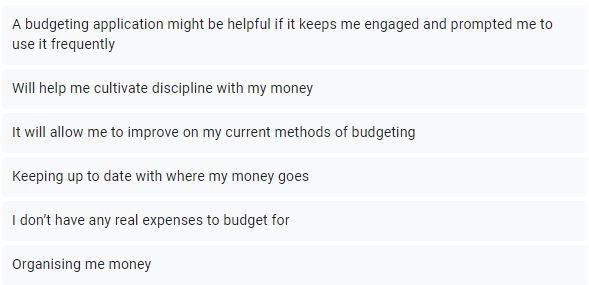 A budgeting application might be helpful if it keeps me engaged and prompted me to
use it frequently
Will help me cultivate discipline with my money
It will allow me to improve on my current methods of budgeting
Keeping up to date with where my money goes
I don't have any real expenses to budget for
Organising me money